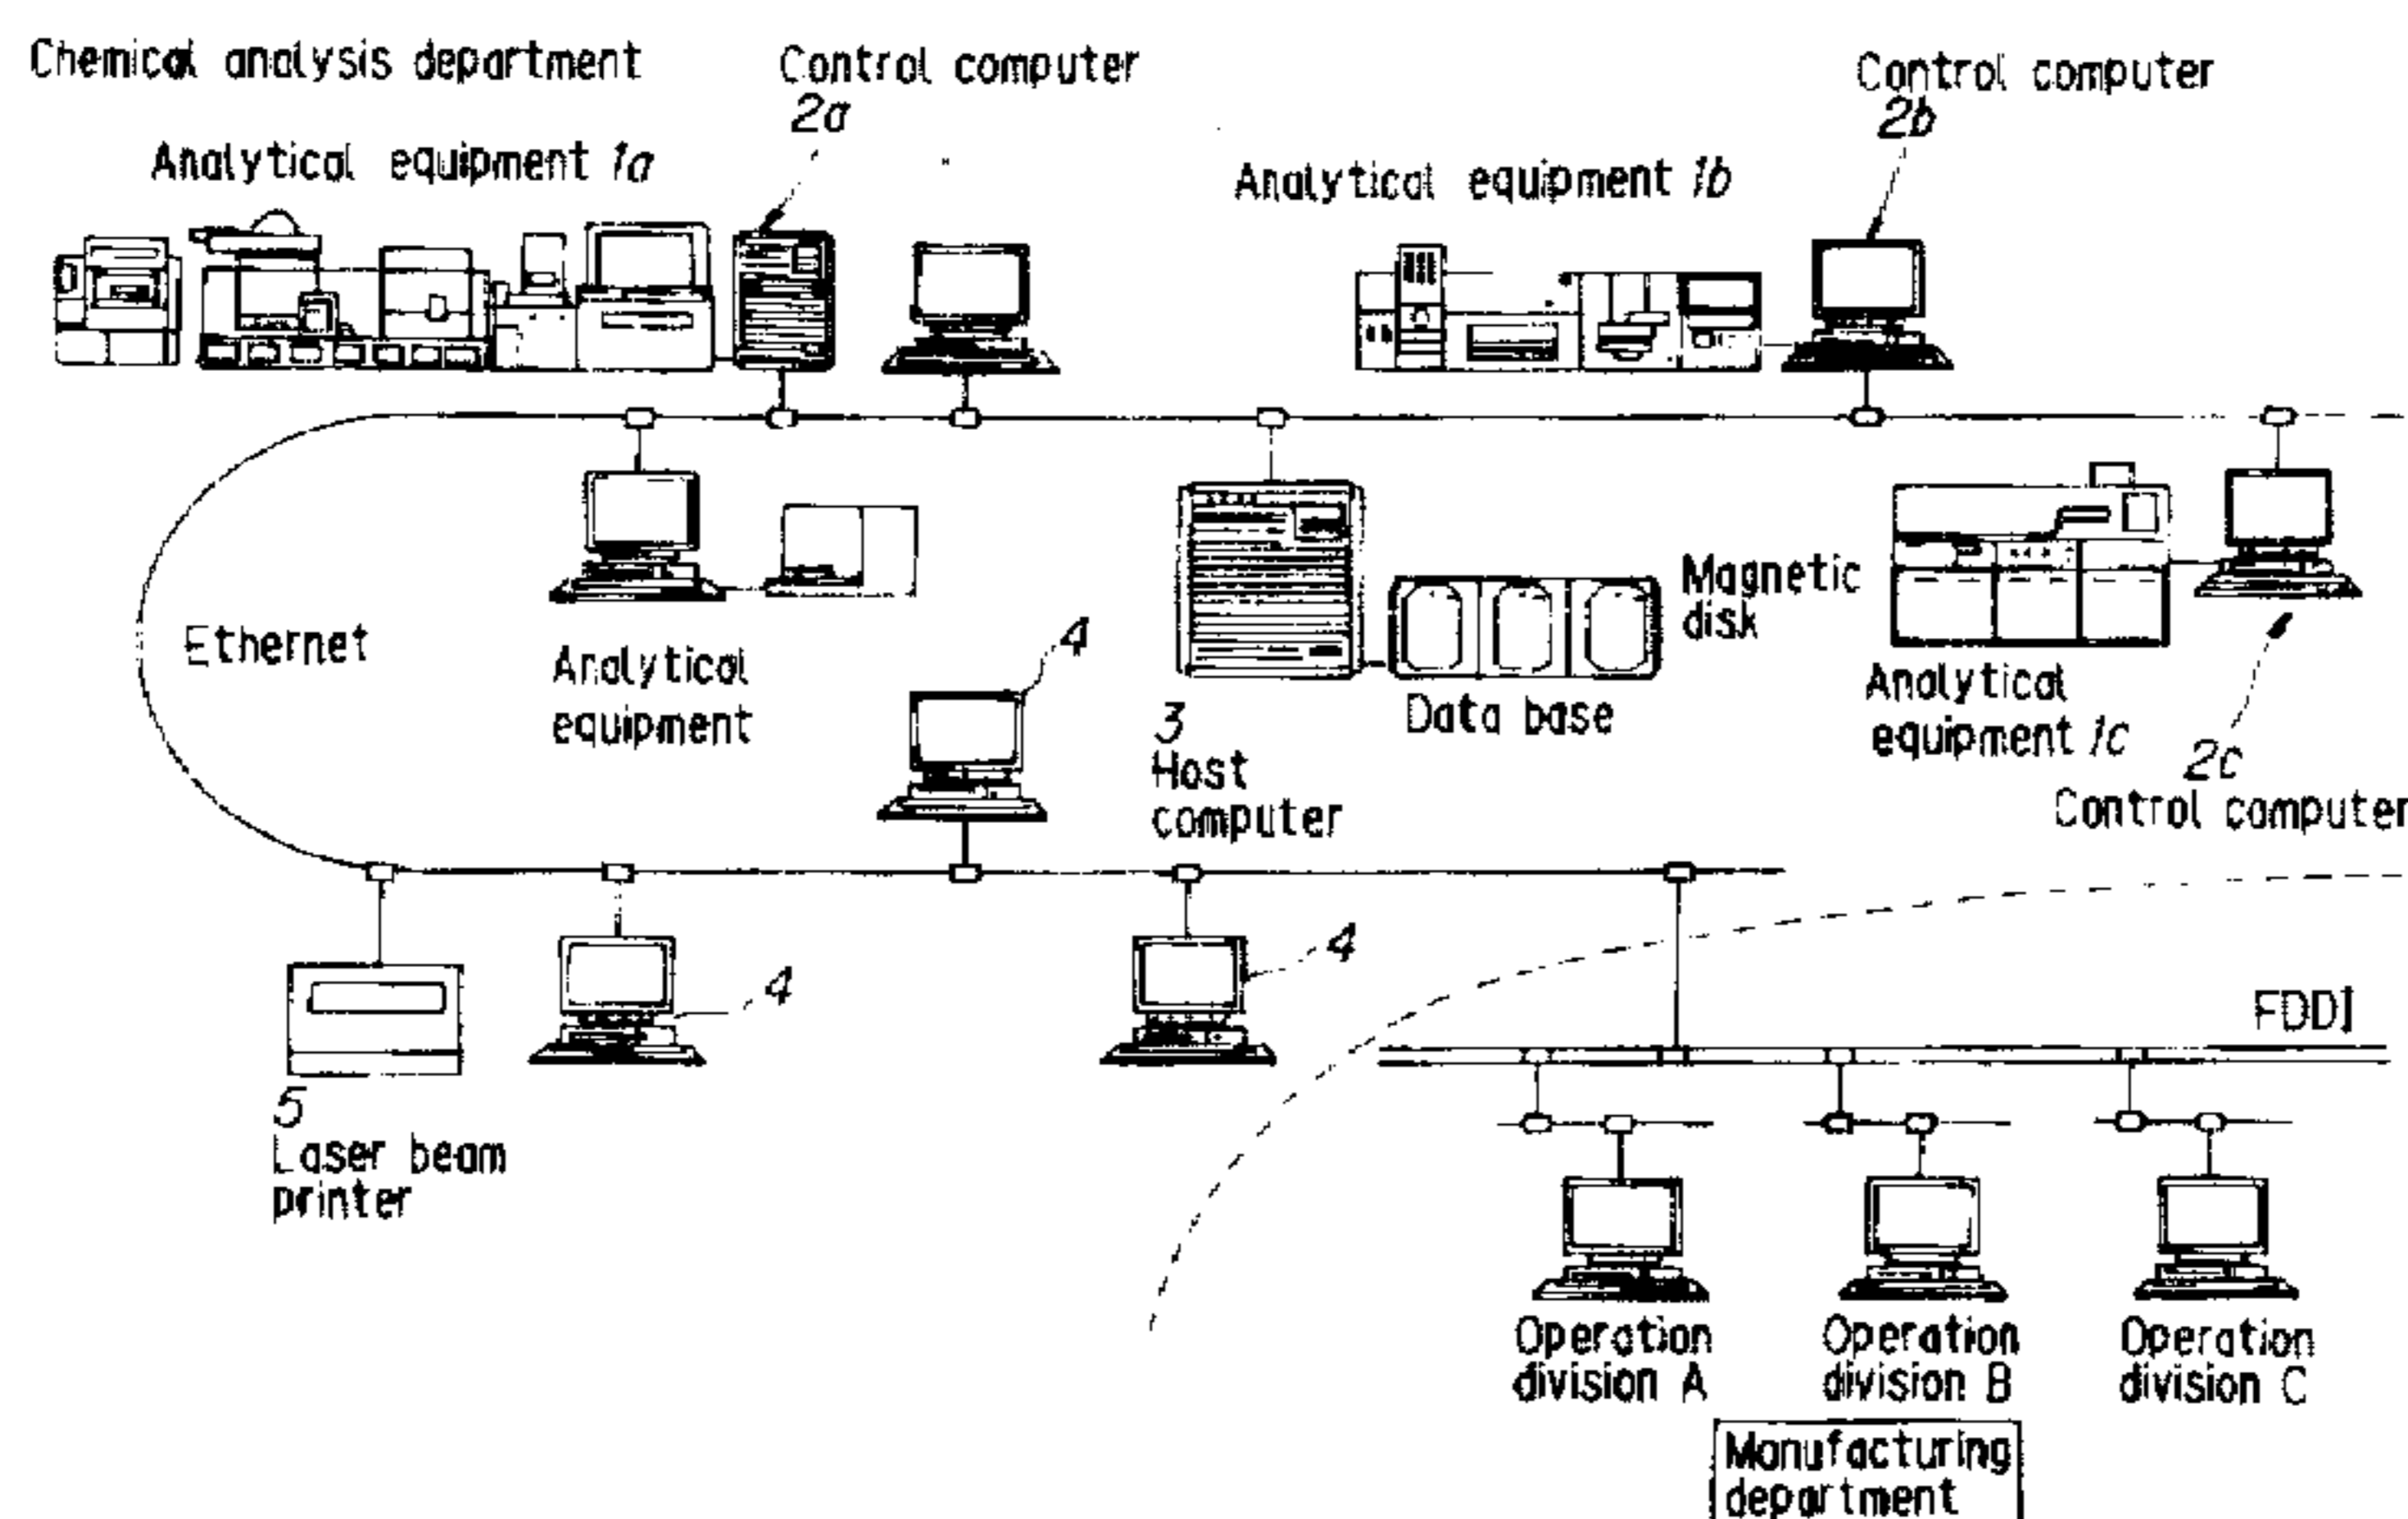 Chemical analysis department
Control computer
2a
Control computer
2b
Analytical equipment 1a
Analytical equipment 1b
Ethernet
Analytical
equipment
4
3
Host
computer
Magnetic
disk
Data base
Analytical
equipment 1c
2c
Control computer
4
4
5
Laser beam
printer
FDDI
Operation
division A
Operation
division B
Operation
division C
Manufacturing
department